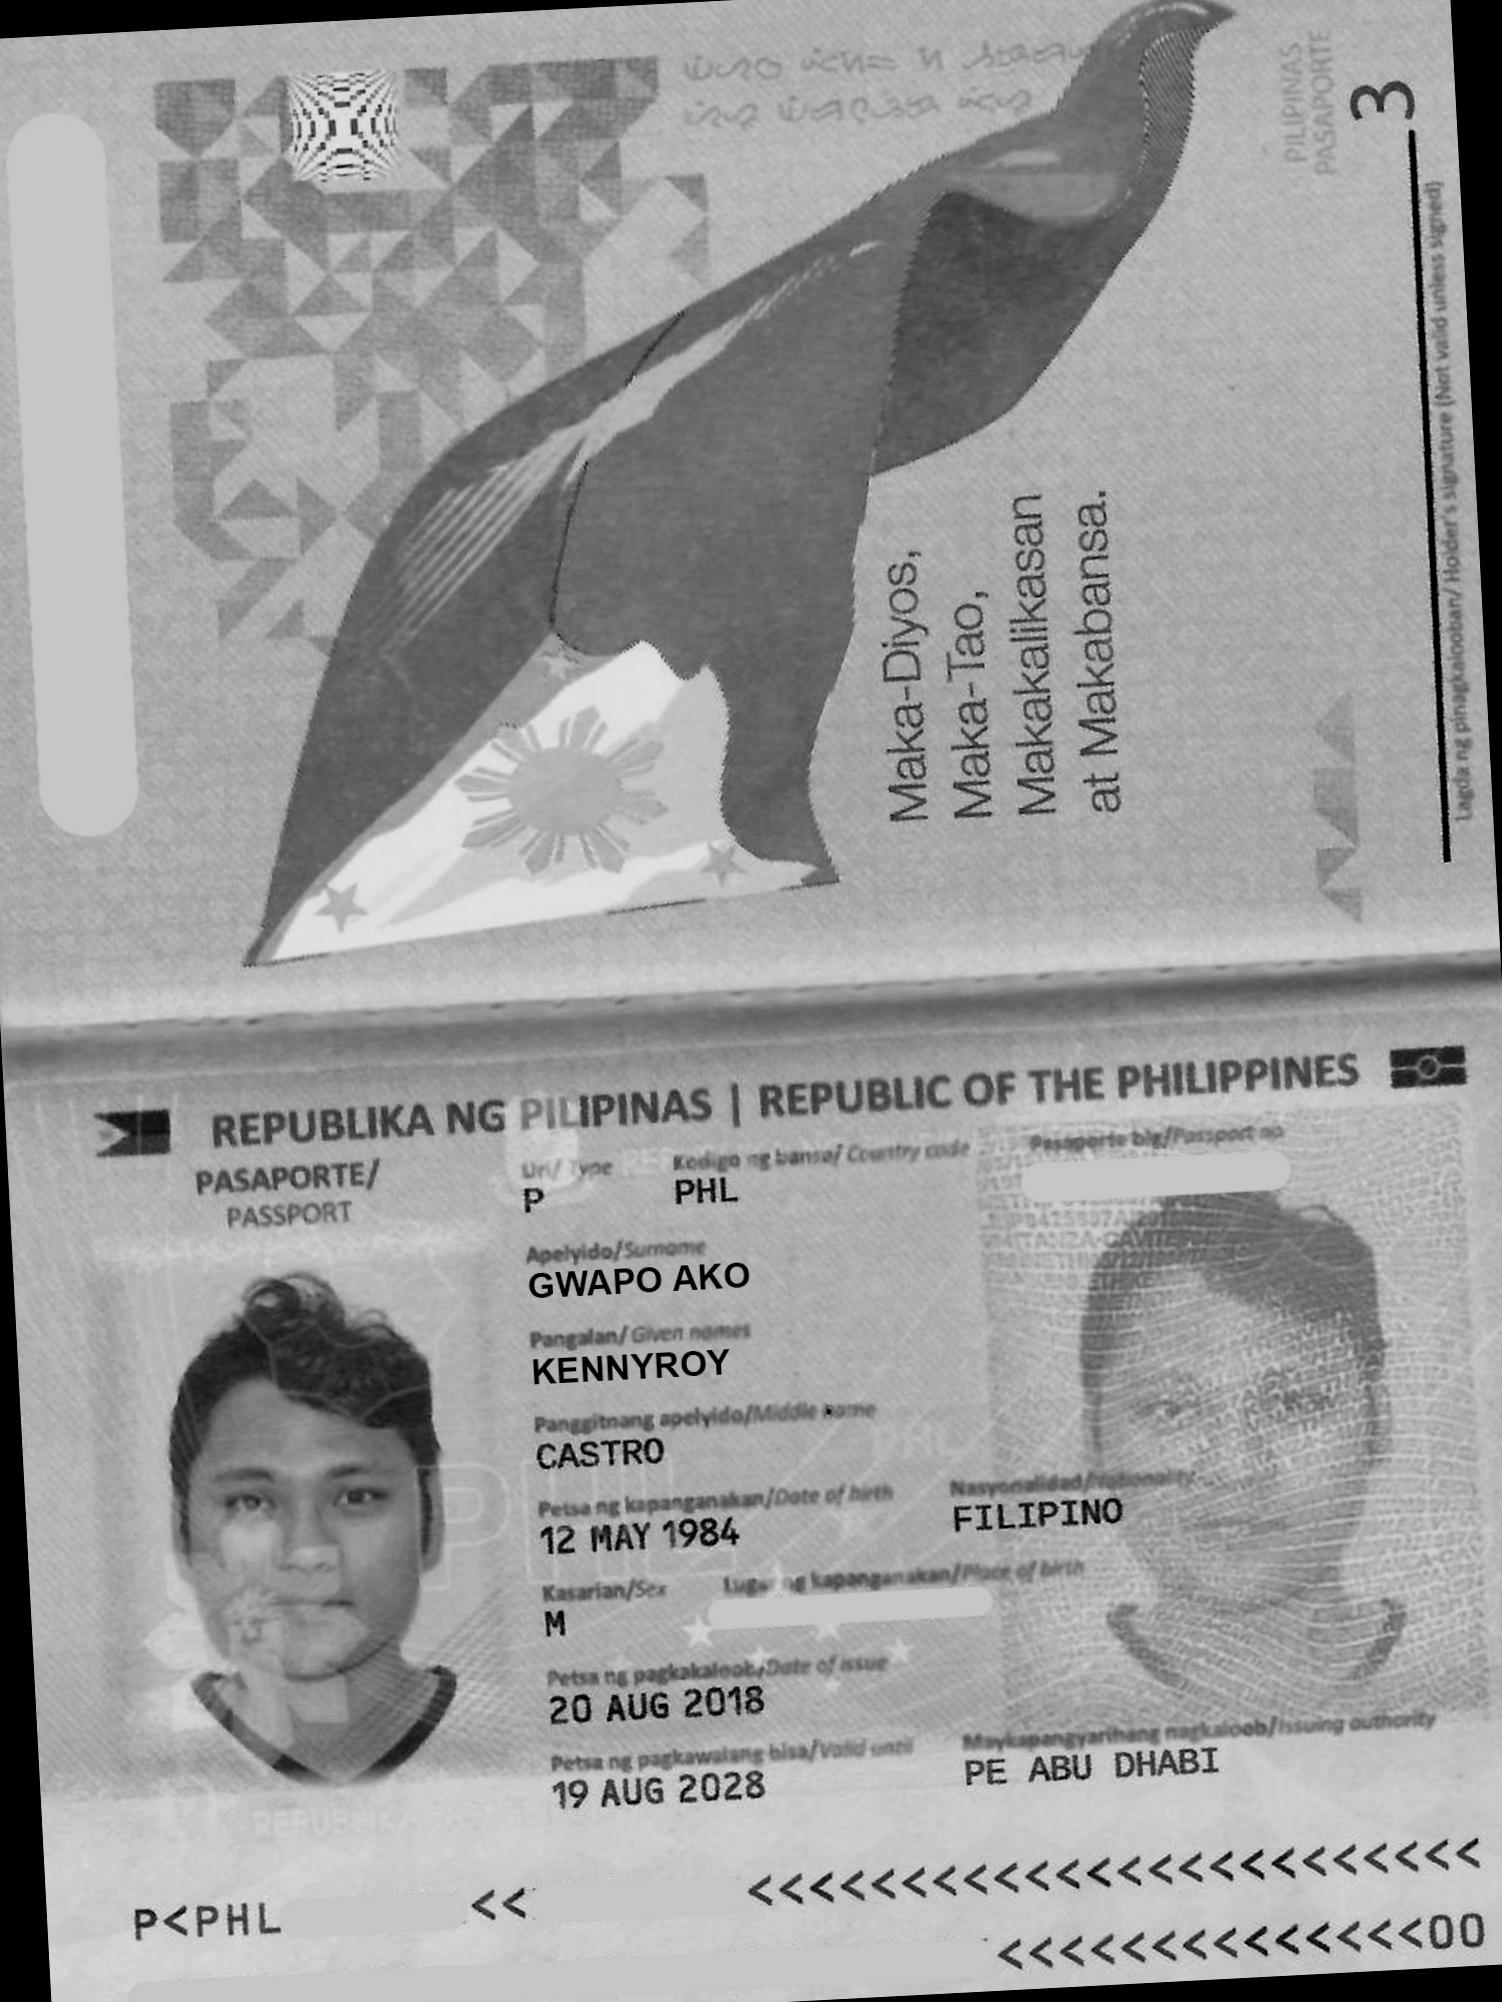 PILIPINAS
PASAPORTE
3
Lagda ng pinagkalooban/ Holder's signature (Not valid unless signed)
Maka-Diyos,
Maka-Tao,
Makakalikasan
at Makabansa.
REPUBLIKA NG PILIPINAS | REPUBLIC OF THE PHILIPPINES
PASAPORTE/
PASSPORT
Uri/ Type
Kodigo ng bansa/ Country code
Pasaporte blg/Passport no
P
PHL
Apelyido/Surname
GWAPO AKO
Pangalan/ Given names
KENNYROY
Panggitnang apelyido/Middle name
CASTRO
Petsa ng kapanganakan/Date of birth
Nasyonalidad/Nationality
12 MAY 1984
FILIPINO
Kasarian/Sex
Lugar ng kapanganakan/Place of birth
M
Petsa ng pagkakaloob/Date of issue
20 AUG 2018
Petsa ng pagkawalang bisa/Valid until
Maykapangyarihang nagkaloob/Issuing authority
19 AUG 2028
PE ABU DHABI
P<PHL << <<<<<<<<<<<<<<<<<<<<<<<<
<<<<<<<<<<<<<<00